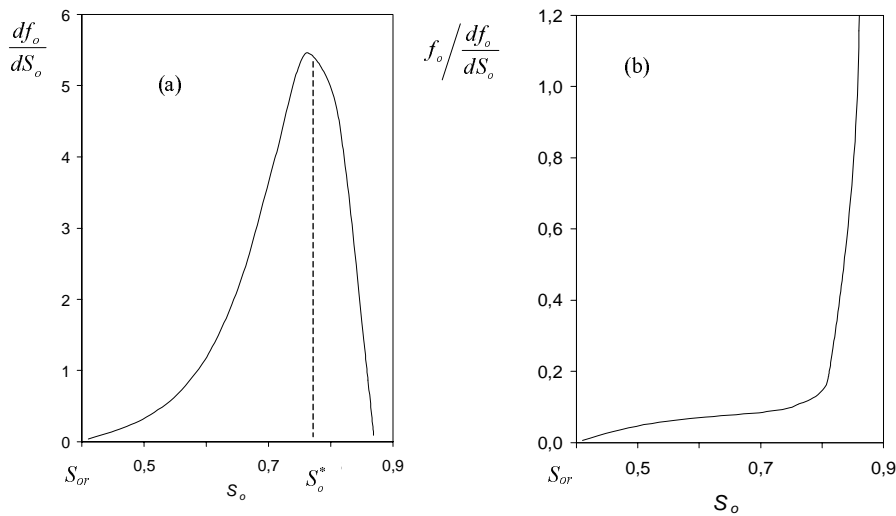 df_o/dS_o
(a)
6
5
4
3
2
1
0
S_or
0,5
0,7
S_o^*
0,9
S_o
f_o / df_o/dS_o
(b)
1,2
1,0
0,8
0,6
0,4
0,2
0,0
S_or
0,5
0,7
0,9
S_o